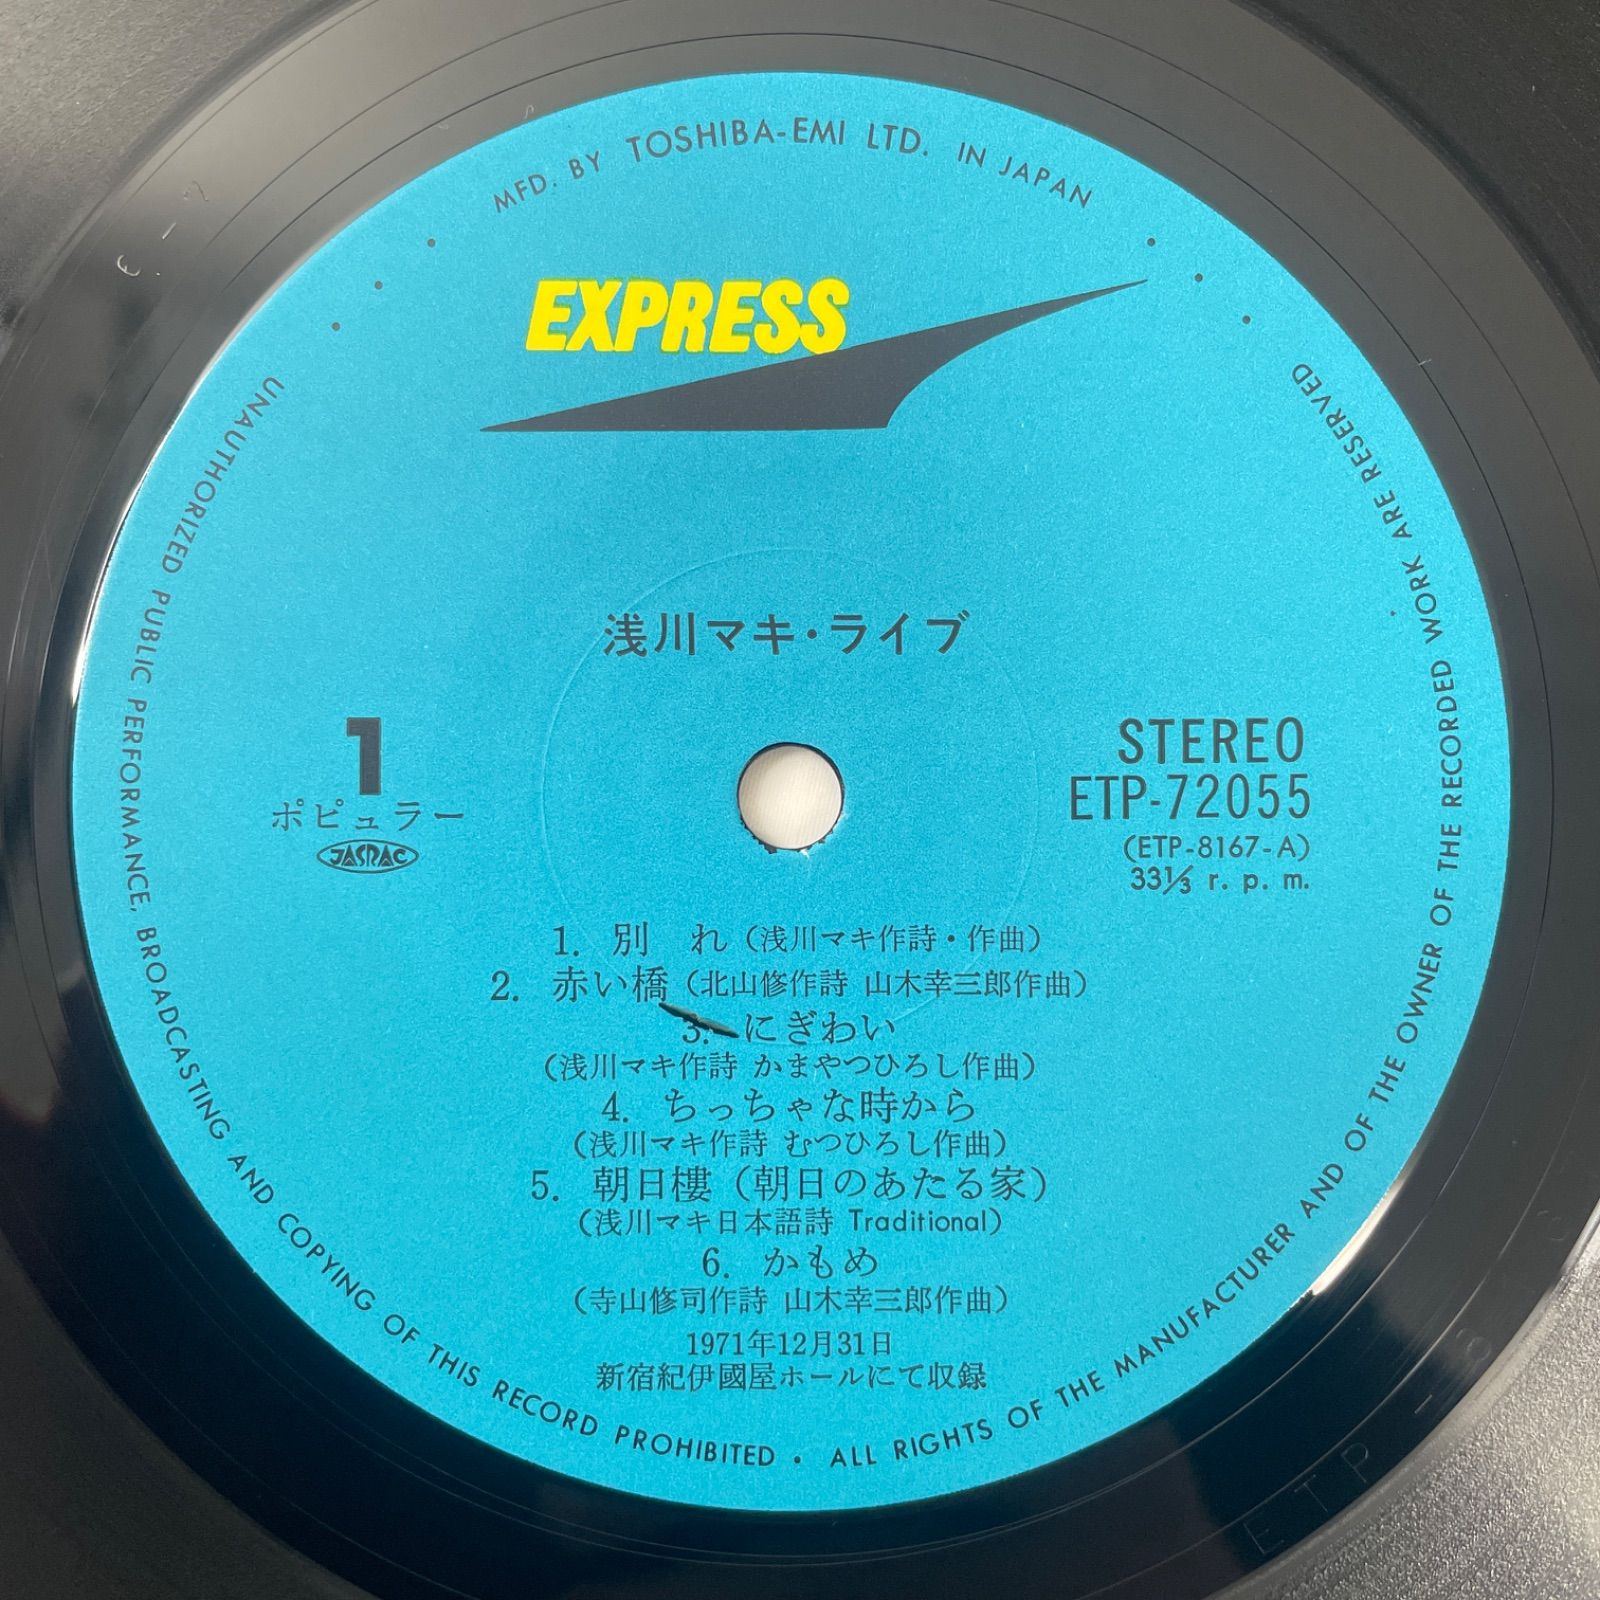 MFD. BY TOSHIBA-EMI LTD. IN JAPAN
EXPRESS
浅川マキ・ライブ
1
ポピュラー
JASRAC
STEREO
ETP-72055
(ETP-8167-A)
33⅓ r. p. m.
1. 別 れ (浅川マキ作詩・作曲)
2. 赤い橋 (北山修作詩 山木幸三郎作曲)
3. にぎわい
(浅川マキ作詩 かまやつひろし作曲)
4. ちっちゃな時から
(浅川マキ作詩 むつひろし作曲)
5. 朝日樓 (朝日のあたる家)
(浅川マキ日本語詩 Traditional)
6. かもめ
(寺山修司作詩 山木幸三郎作曲)
1971年12月31日
新宿紀伊國屋ホールにて収録
UNAUTHORIZED PUBLIC PERFORMANCE, BROADCASTING AND COPYING OF THIS RECORD PROHIBITED · ALL RIGHTS OF THE MANUFACTURER AND OF THE OWNER OF THE RECORDED WORK ARE RESERVED